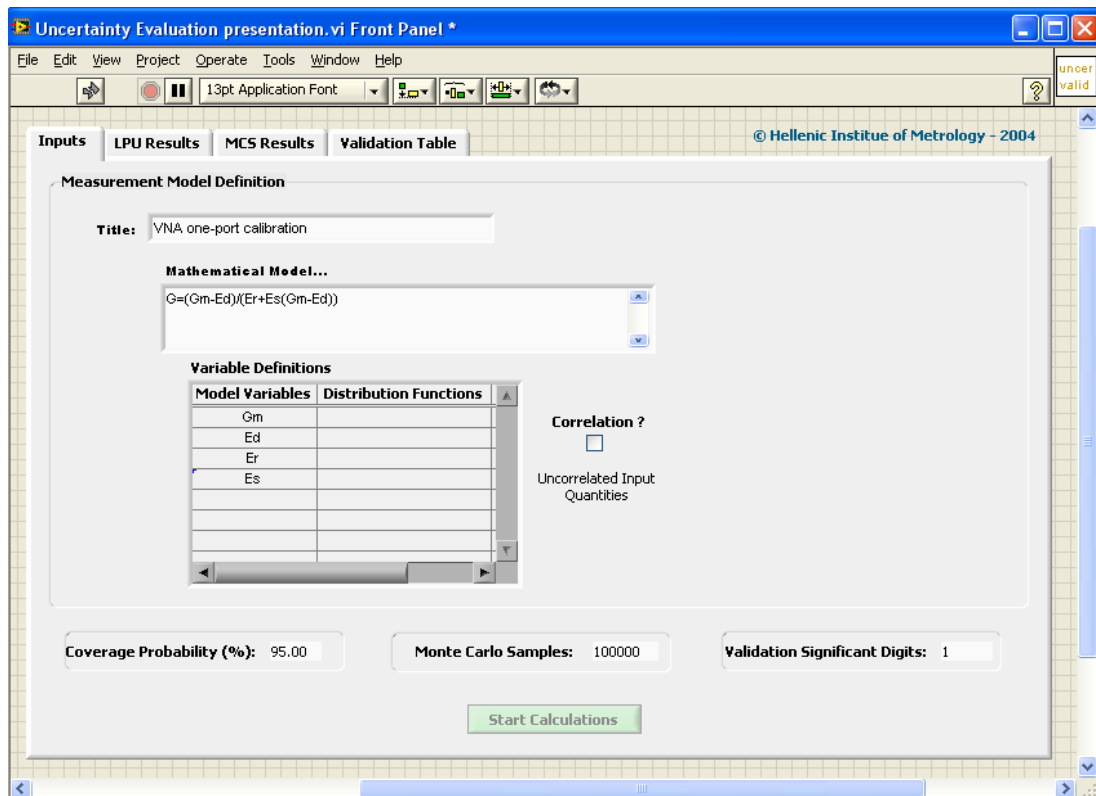 Uncertainty Evaluation presentation.vi Front Panel *
File Edit View Project Operate Tools Window Help
13pt Application Font
?
uncer
valid
Inputs LPU Results MCS Results Validation Table
© Hellenic Institue of Metrology - 2004
Measurement Model Definition
Title: VNA one-port calibration
Mathematical Model...
G=(Gm-Ed)/(Er+Es(Gm-Ed))
Variable Definitions
Model Variables Distribution Functions
Gm
Ed
Er
Es
Correlation ?
Uncorrelated Input
Quantities
Coverage Probability (%): 95.00 Monte Carlo Samples: 100000 Validation Significant Digits: 1
Start Calculations